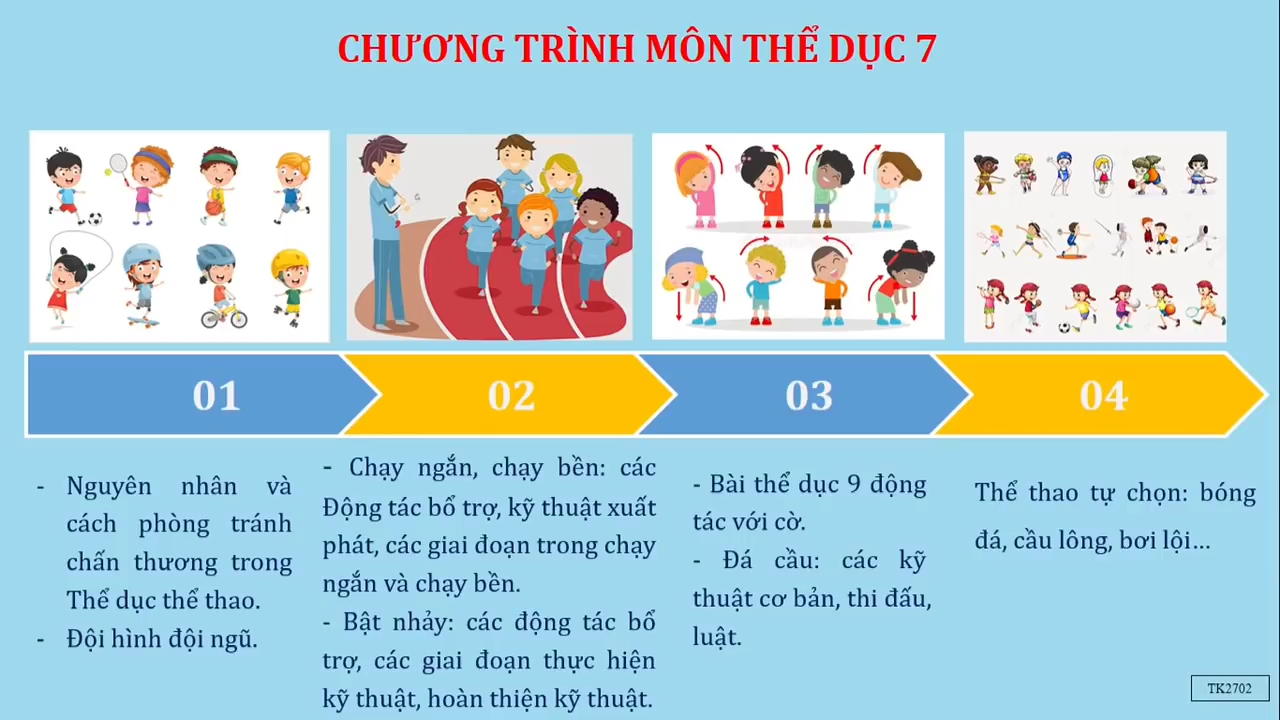 CHƯƠNG TRÌNH MÔN THỂ DỤC 7
01
02
03
04
- Nguyên nhân và
cách phòng tránh
chấn thương trong
Thể dục thể thao.
- Đội hình đội ngũ.
- Chạy ngắn, chạy bền: các
Động tác bổ trợ, kỹ thuật xuất
phát, các giai đoạn trong chạy
ngắn và chạy bền.
- Bật nhảy: các động tác bổ
trợ, các giai đoạn thực hiện
kỹ thuật, hoàn thiện kỹ thuật.
- Bài thể dục 9 động
tác với cờ.
- Đá cầu: các kỹ
thuật cơ bản, thi đấu,
luật.
Thể thao tự chọn: bóng
đá, cầu lông, bơi lội...
TK2702